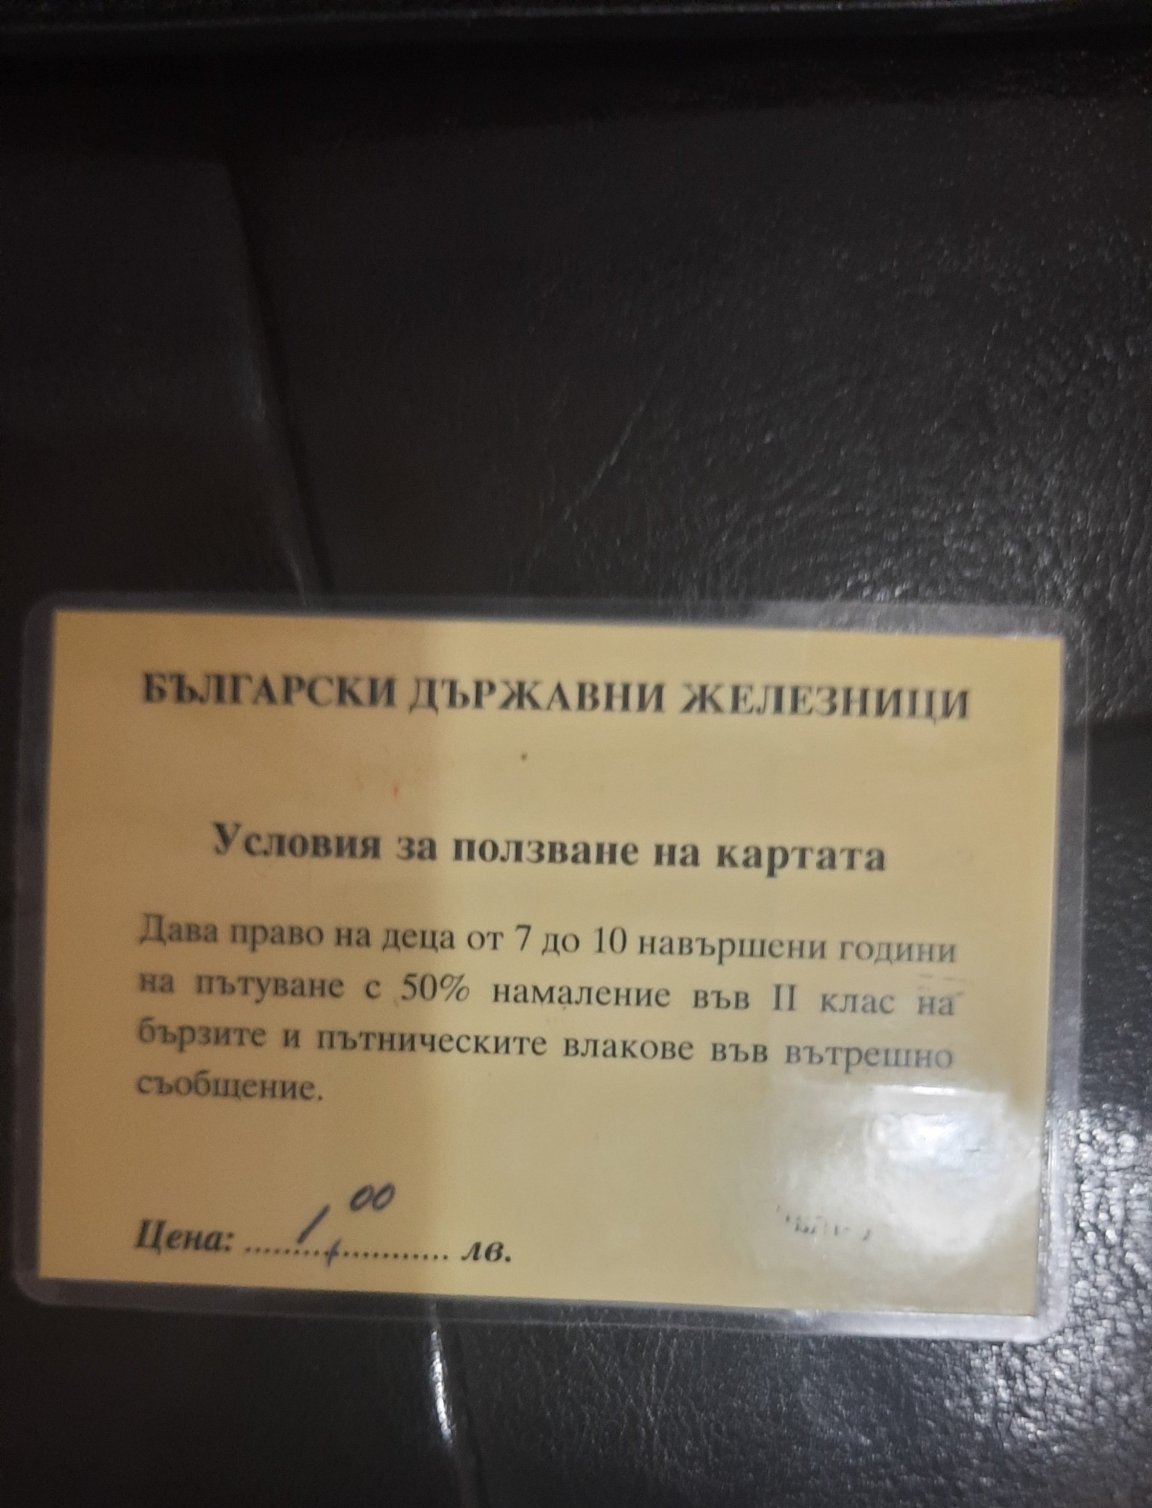 БЪЛГАРСКИ ДЪРЖАВНИ ЖЕЛЕЗНИЦИ
Условия за ползване на картата
Дава право на деца от 7 до 10 навършени години
на пътуване с 50% намаление във II клас на
бързите и пътническите влакове във вътрешно
съобщение.
Цена: ....1,00.... лв.